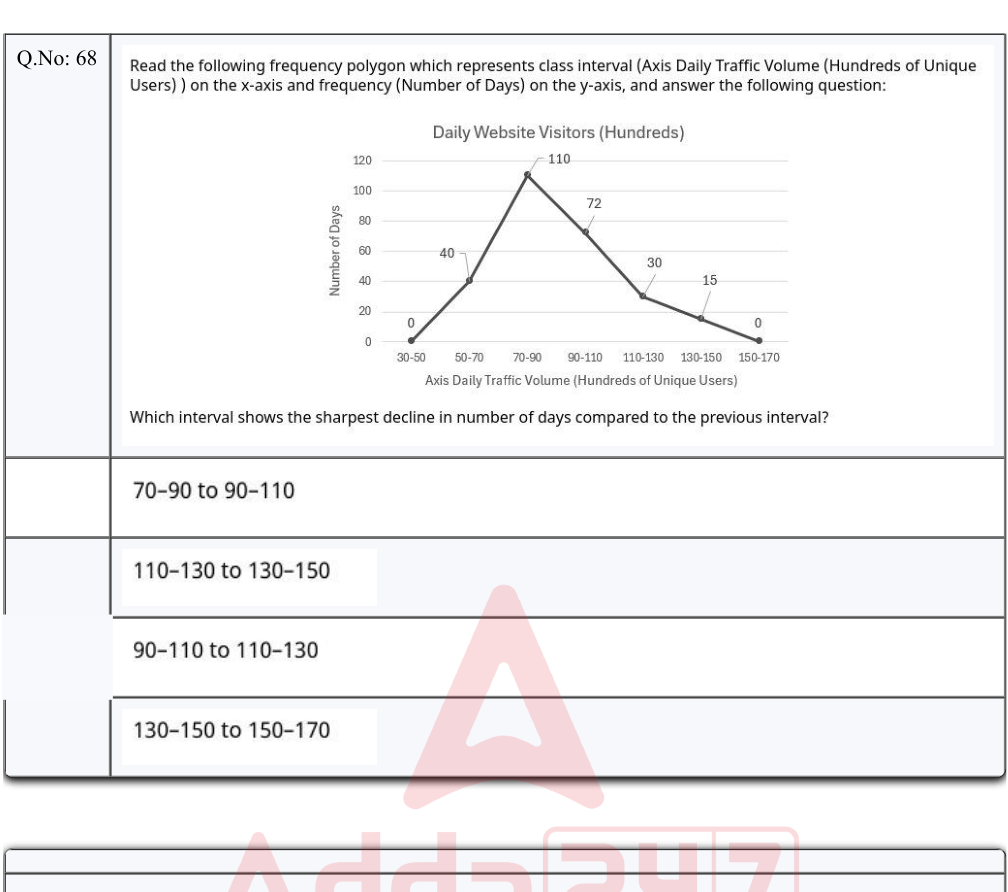 Q.No: 68
Read the following frequency polygon which represents class interval (Axis Daily Traffic Volume (Hundreds of Unique
Users) ) on the x-axis and frequency (Number of Days) on the y-axis, and answer the following question:
Daily Website Visitors (Hundreds)
120
100
80
60
40
20
0
Number of Days
0
40
110
72
30
15
0
30-50 50-70 70-90 90-110 110-130 130-150 150-170
Axis Daily Traffic Volume (Hundreds of Unique Users)
Which interval shows the sharpest decline in number of days compared to the previous interval?
70–90 to 90–110
110–130 to 130–150
90–110 to 110–130
130–150 to 150–170
Adda247